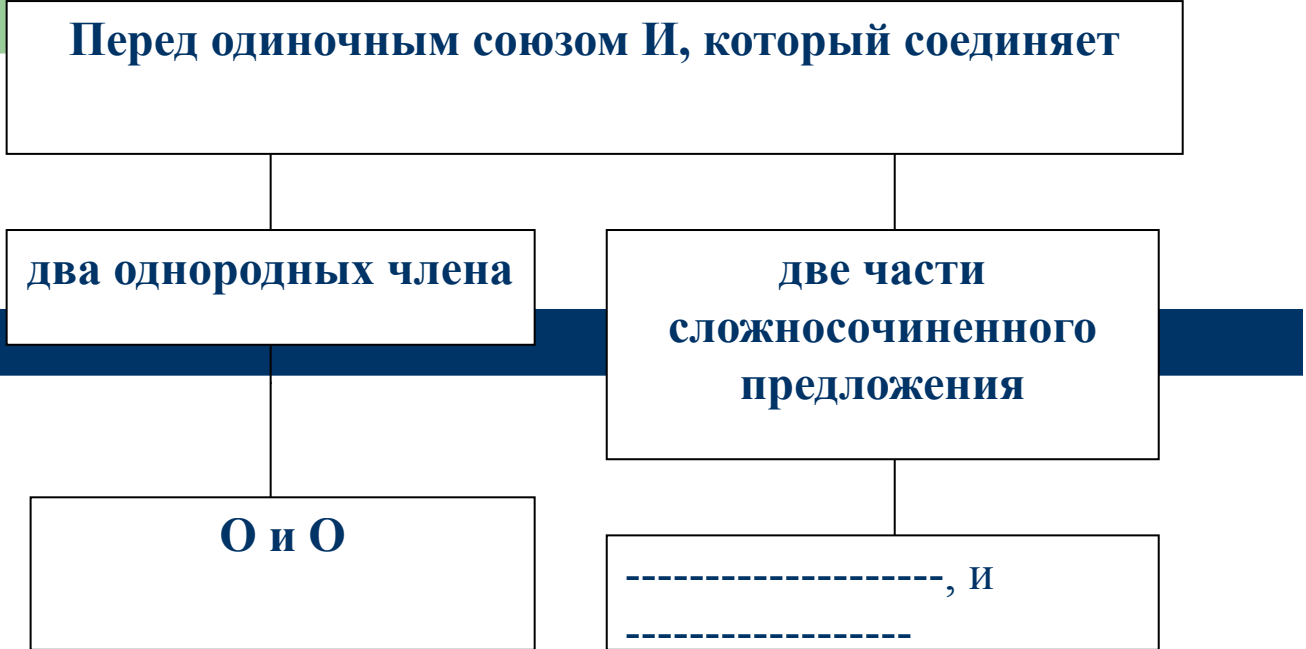 Перед одиночным союзом И, который соединяет
два однородных члена
две части
сложносочиненного
предложения
О и О
--------------------, и
------------------